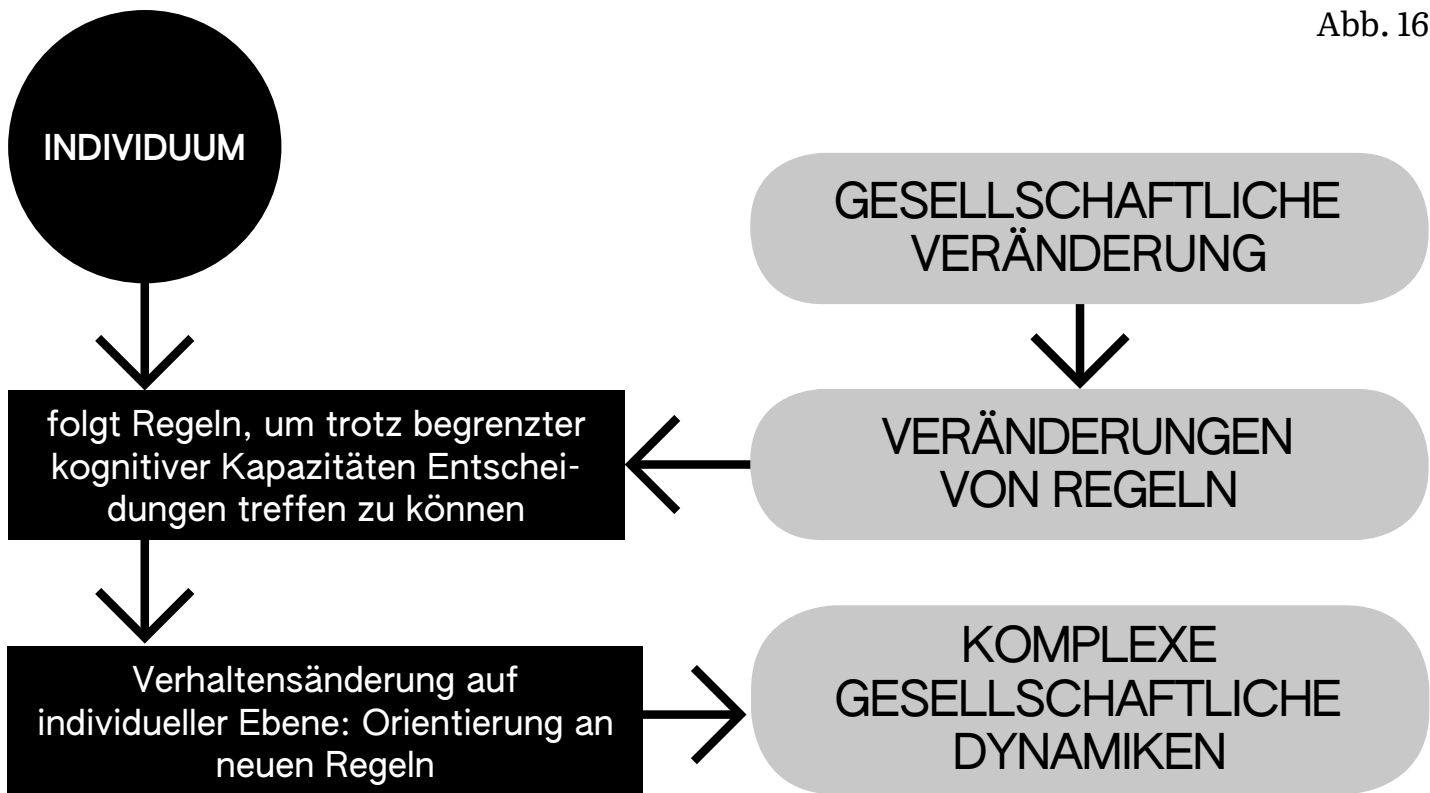 Abb. 16
INDIVIDUUM
GESELLSCHAFTLICHE
VERÄNDERUNG
folgt Regeln, um trotz begrenzter
kognitiver Kapazitäten Entschei-
dungen treffen zu können
VERÄNDERUNGEN
VON REGELN
Verhaltensänderung auf
individueller Ebene: Orientierung an
neuen Regeln
KOMPLEXE
GESELLSCHAFTLICHE
DYNAMIKEN